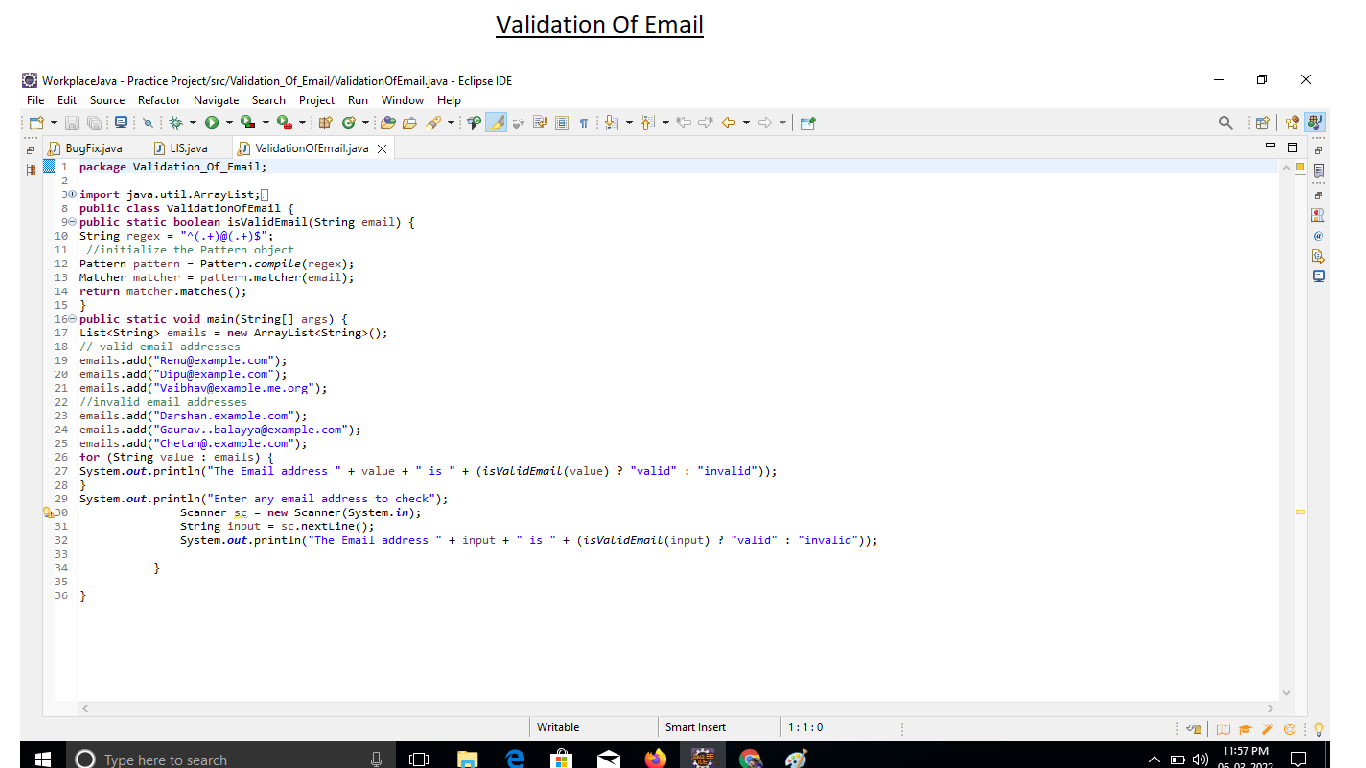 Validation Of Email
WorkplaceJava - Practice Project/src/Validation_Of_Email/ValidationOfEmail.java - Eclipse IDE
File Edit Source Refactor Navigate Search Project Run Window Help
BugFix.java LIS.java ValidationOfEmail.java
1 package Validation_Of_Email;
2
3 import java.util.ArrayList;
8 public class ValidationOfEmail {
9 public static boolean isValidEmail(String email) {
10 String regex = "^(.+)@(.+)$";
11 //initialize the Pattern object
12 Pattern pattern = Pattern.compile(regex);
13 Matcher matcher = pattern.matcher(email);
14 return matcher.matches();
15 }
16 public static void main(String[] args) {
17 List<String> emails = new ArrayList<String>();
18 // valid email addresses
19 emails.add("Renu@example.com");
20 emails.add("Dipu@example.com");
21 emails.add("Vaibhav@example.me.org");
22 //invalid email addresses
23 emails.add("Darshan.example.com");
24 emails.add("Gaurav..balayya@example.com");
25 emails.add("Chetan@.example.com");
26 for (String value : emails) {
27 System.out.println("The Email address " + value + " is " + (isValidEmail(value) ? "valid" : "invalid"));
28 }
29 System.out.println("Enter any email address to check");
30 Scanner sc = new Scanner(System.in);
31 String input = sc.nextLine();
32 System.out.println("The Email address " + input + " is " + (isValidEmail(input) ? "valid" : "invalid"));
33
34 }
35
36 }
Writable Smart Insert 1 : 1 : 0
Type here to search
11:57 PM